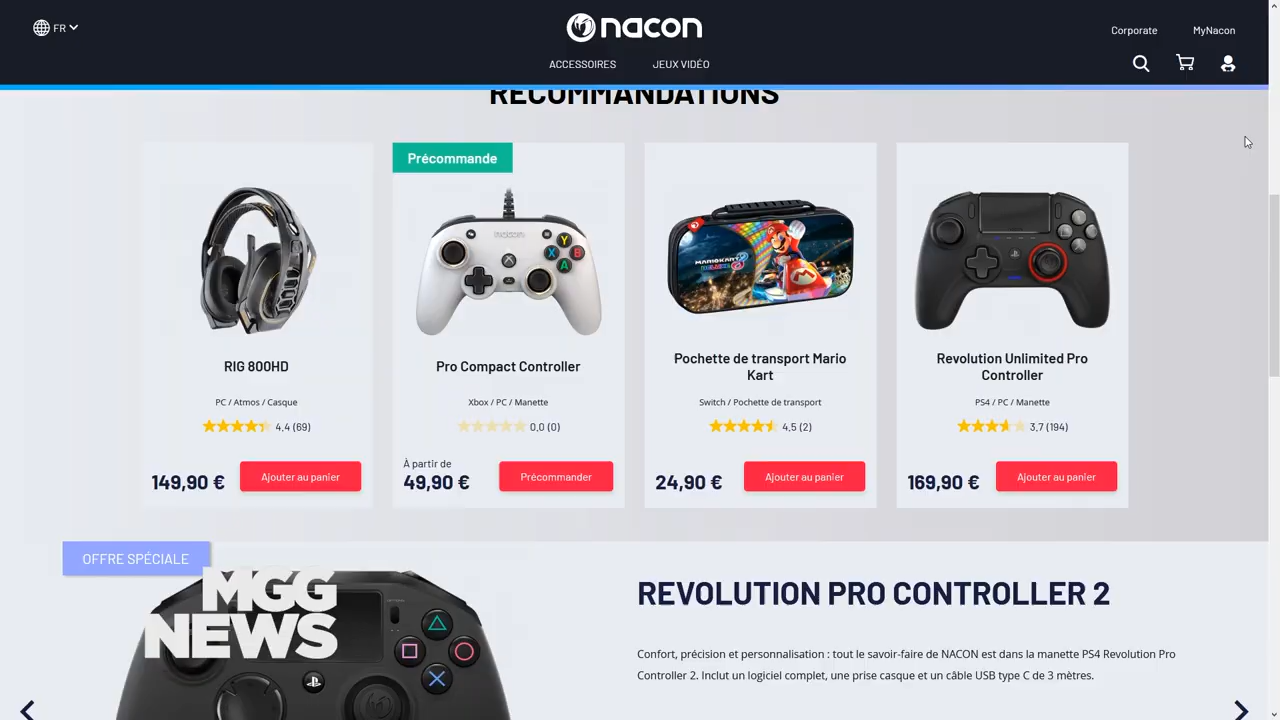 FR
nacon
Corporate
MyNacon
ACCESSOIRES
JEUX VIDÉO
RECOMMANDATIONS
Précommande
nacon
Y
X
B
A
MARIOKART
RIG 800HD
PC / Atmos / Casque
4.4 (69)
149,90 €
Ajouter au panier
Pro Compact Controller
Xbox / PC / Manette
0.0 (0)
À partir de
49,90 €
Précommander
Pochette de transport Mario
Kart
Switch / Pochette de transport
4.5 (2)
24,90 €
Ajouter au panier
Revolution Unlimited Pro
Controller
PS4 / PC / Manette
3.7 (194)
169,90 €
Ajouter au panier
OFFRE SPÉCIALE
MGG
NEWS
REVOLUTION PRO CONTROLLER 2
Confort, précision et personnalisation : tout le savoir-faire de NACON est dans la manette PS4 Revolution Pro
Controller 2. Inclut un logiciel complet, une prise casque et un câble USB type C de 3 mètres.